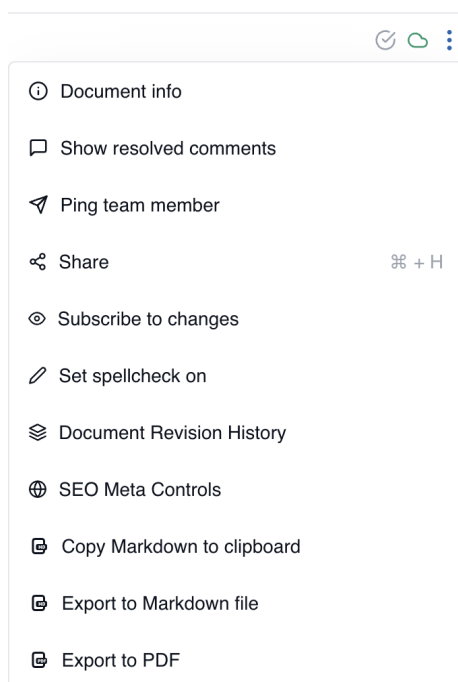 Document info
Show resolved comments
Ping team member
Share ⌘ + H
Subscribe to changes
Set spellcheck on
Document Revision History
SEO Meta Controls
Copy Markdown to clipboard
Export to Markdown file
Export to PDF